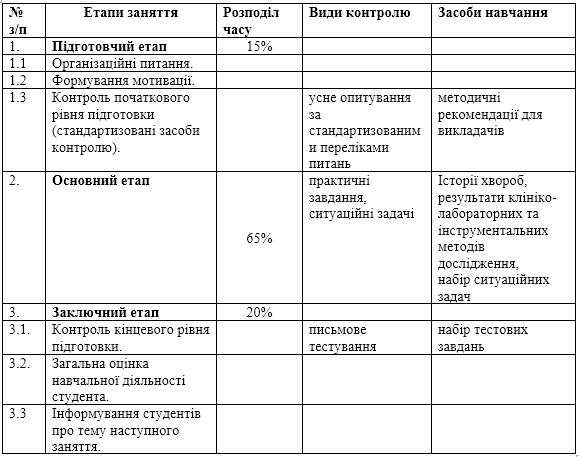 № з/п | Етапи заняття | Розподіл часу | Види контролю | Засоби навчання
1. | Підготовчий етап | 15%
1.1 | Організаційні питання.
1.2 | Формування мотивації.
1.3 | Контроль початкового | усне опитування | методичні
рівня підготовки | за | рекомендації для
(стандартизовані засоби | стандартизованим | викладачів
контролю). | и переліками
питань
2. | Основний етап | 65% | практичні | Історії хвороб,
завдання, | результати клініко-
ситуаційні задачі | лабораторних та
інструментальних
методів
дослідження,
набір ситуаційних
задач
3. | Заключний етап | 20%
3.1. | Контроль кінцевого рівня | письмове | набір тестових
підготовки. | тестування | завдань
3.2. | Загальна оцінка
навчальної діяльності
студента.
3.3 | Інформування студентів
про тему наступного
заняття.